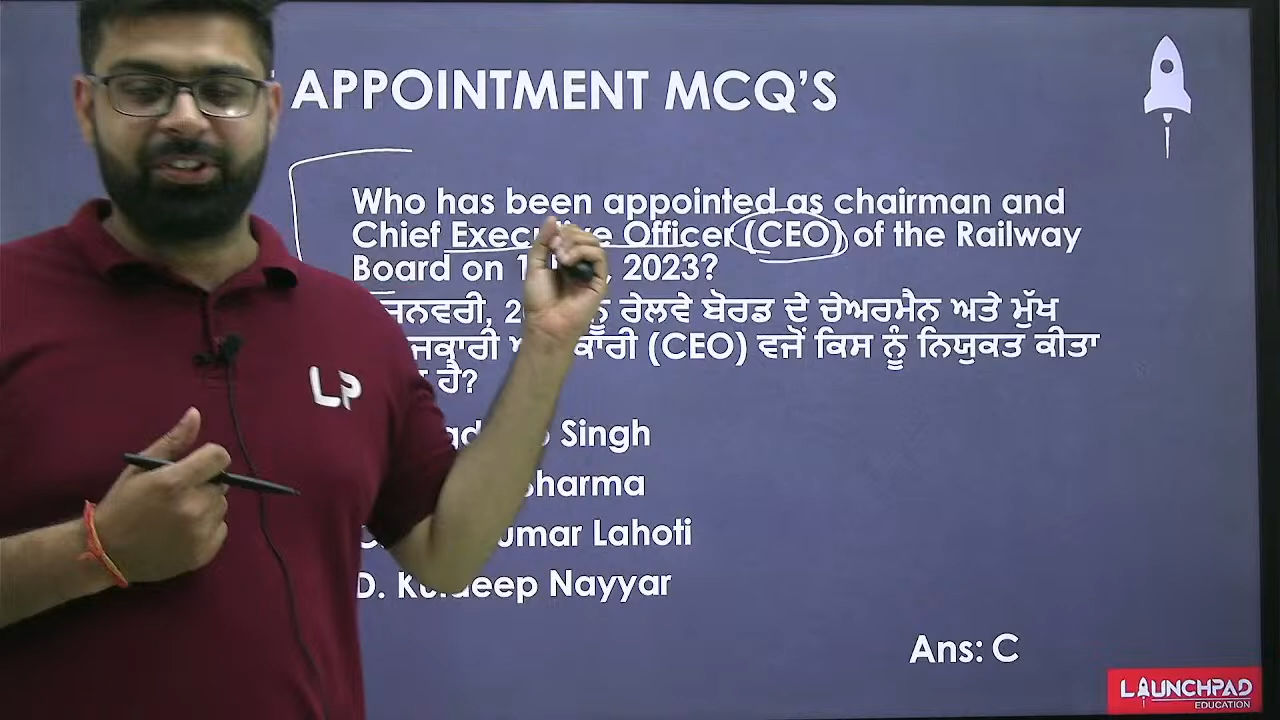 APPOINTMENT MCQ'S
Who has been appointed as chairman and
Chief Executive Officer (CEO) of the Railway
Board on 1 , 2023?
ਜਨਵਰੀ, ਨੂੰ ਰੇਲਵੇ ਬੋਰਡ ਦੇ ਚੇਅਰਮੈਨ ਅਤੇ ਮੁੱਖ
(CEO) ਵਜੋਂ ਕਿਸ ਨੂੰ ਨਿਯੁਕਤ ਕੀਤਾ
ਹੈ?
Singh
Sharma
Lahoti
D. Nayyar
Ans: C
LP
LAUNCHPAD
EDUCATION